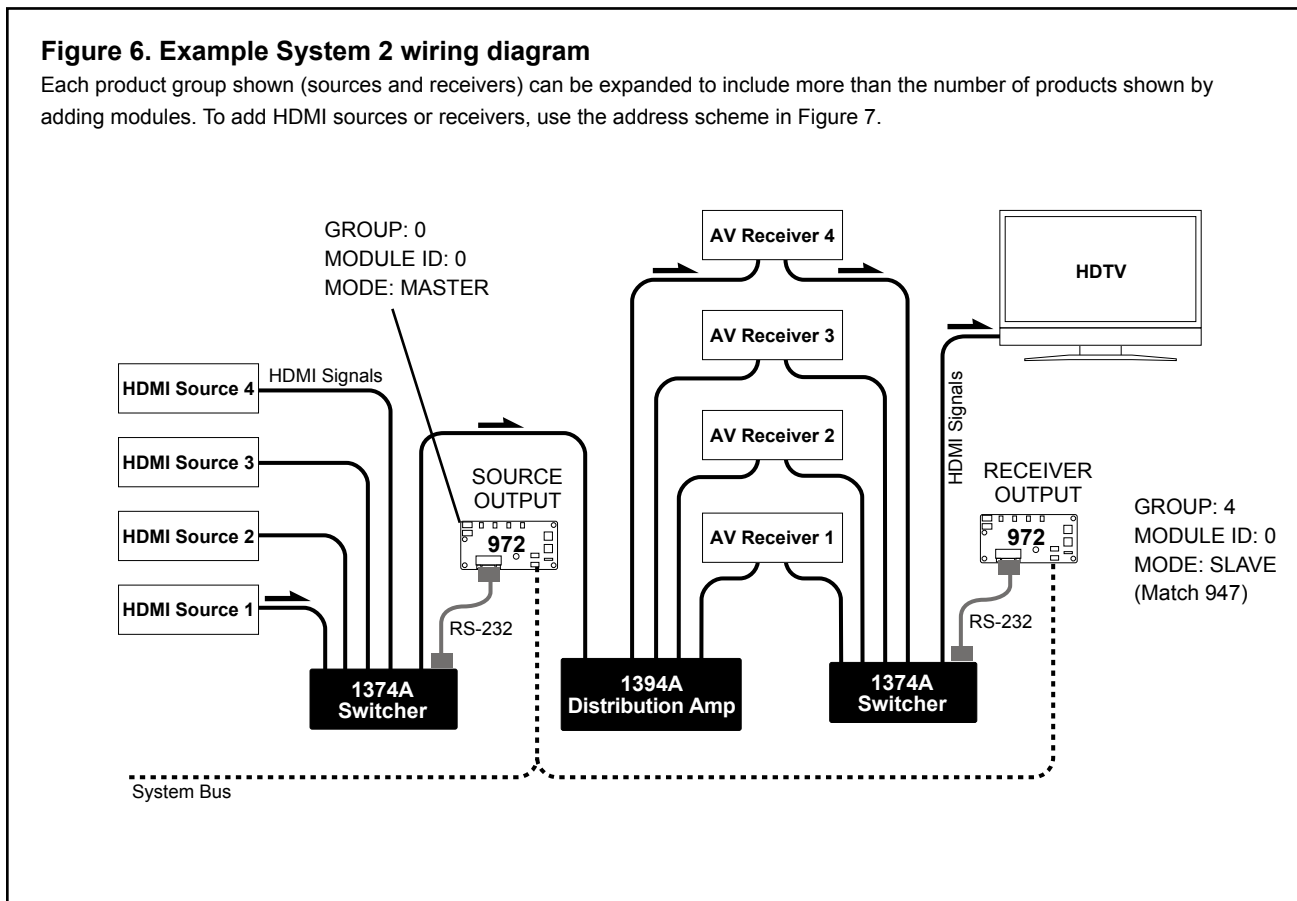 Figure 6. Example System 2 wiring diagram
Each product group shown (sources and receivers) can be expanded to include more than the number of products shown by
adding modules. To add HDMI sources or receivers, use the address scheme in Figure 7.
GROUP: 0
MODULE ID: 0
MODE: MASTER
HDMI Source 4
HDMI Signals
HDMI Source 3
HDMI Source 2
HDMI Source 1
SOURCE
OUTPUT
972
RS-232
1374A
Switcher
AV Receiver 4
AV Receiver 3
AV Receiver 2
AV Receiver 1
1394A
Distribution Amp
HDTV
HDMI Signals
RECEIVER
OUTPUT
972
RS-232
GROUP: 4
MODULE ID: 0
MODE: SLAVE
(Match 947)
1374A
Switcher
System Bus